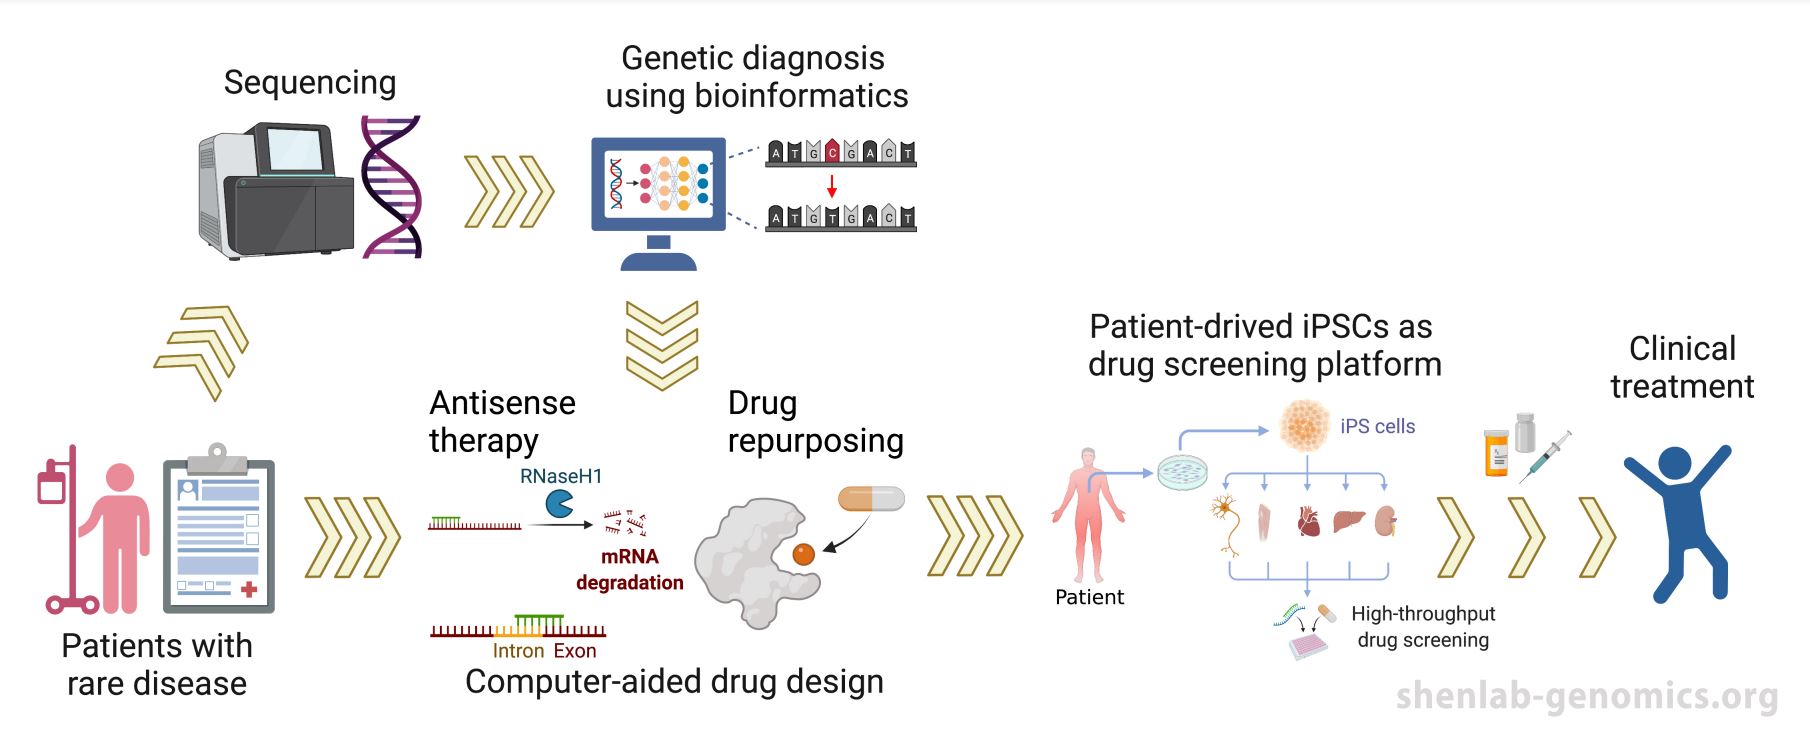 Sequencing
Genetic diagnosis
using bioinformatics
A T G C G A C T
A T G T G A C T
Patients with
rare disease
Antisense
therapy
RNaseH1
mRNA
degradation
Intron Exon
Drug
repurposing
Computer-aided drug design
Patient-drived iPSCs as
drug screening platform
iPS cells
Patient
High-throughput
drug screening
Clinical
treatment
shenlab-genomics.org